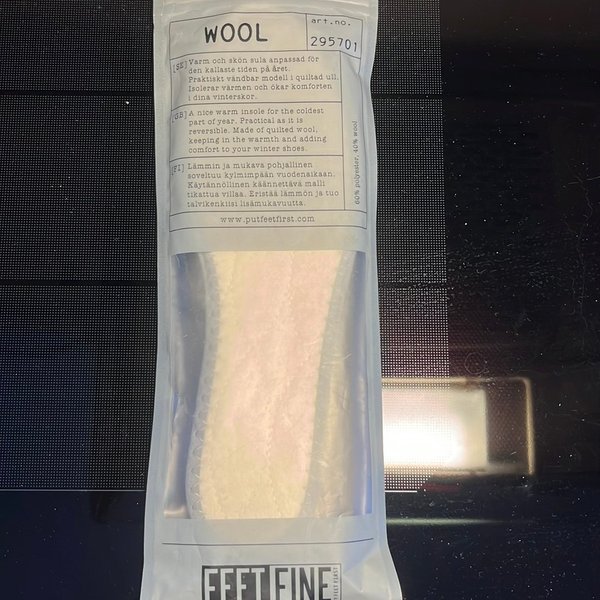 WOOL
art.no.
295701
[SE] Varm och skön sula anpassad för
den kallaste tiden på året.
Praktiskt vändbar modell i quiltad ull.
Isolerar värmen och ökar komforten
i dina vinterskor.
[GB] A nice warm insole for the coldest
part of year. Practical as it is
reversible. Made of quilted wool,
keeping in the warmth and adding
comfort to your winter shoes.
[FI] Lämmin ja mukava pohjallinen
soveltuu kylmimpään vuodenaikaan.
Käytännöllinen käännettävä malli
tikattua villaa. Eristää lämmön ja tuo
talvikenkiisi lisämukavuutta.
60% polyester, 40% wool
www.putfeetfirst.com
FEET FINE